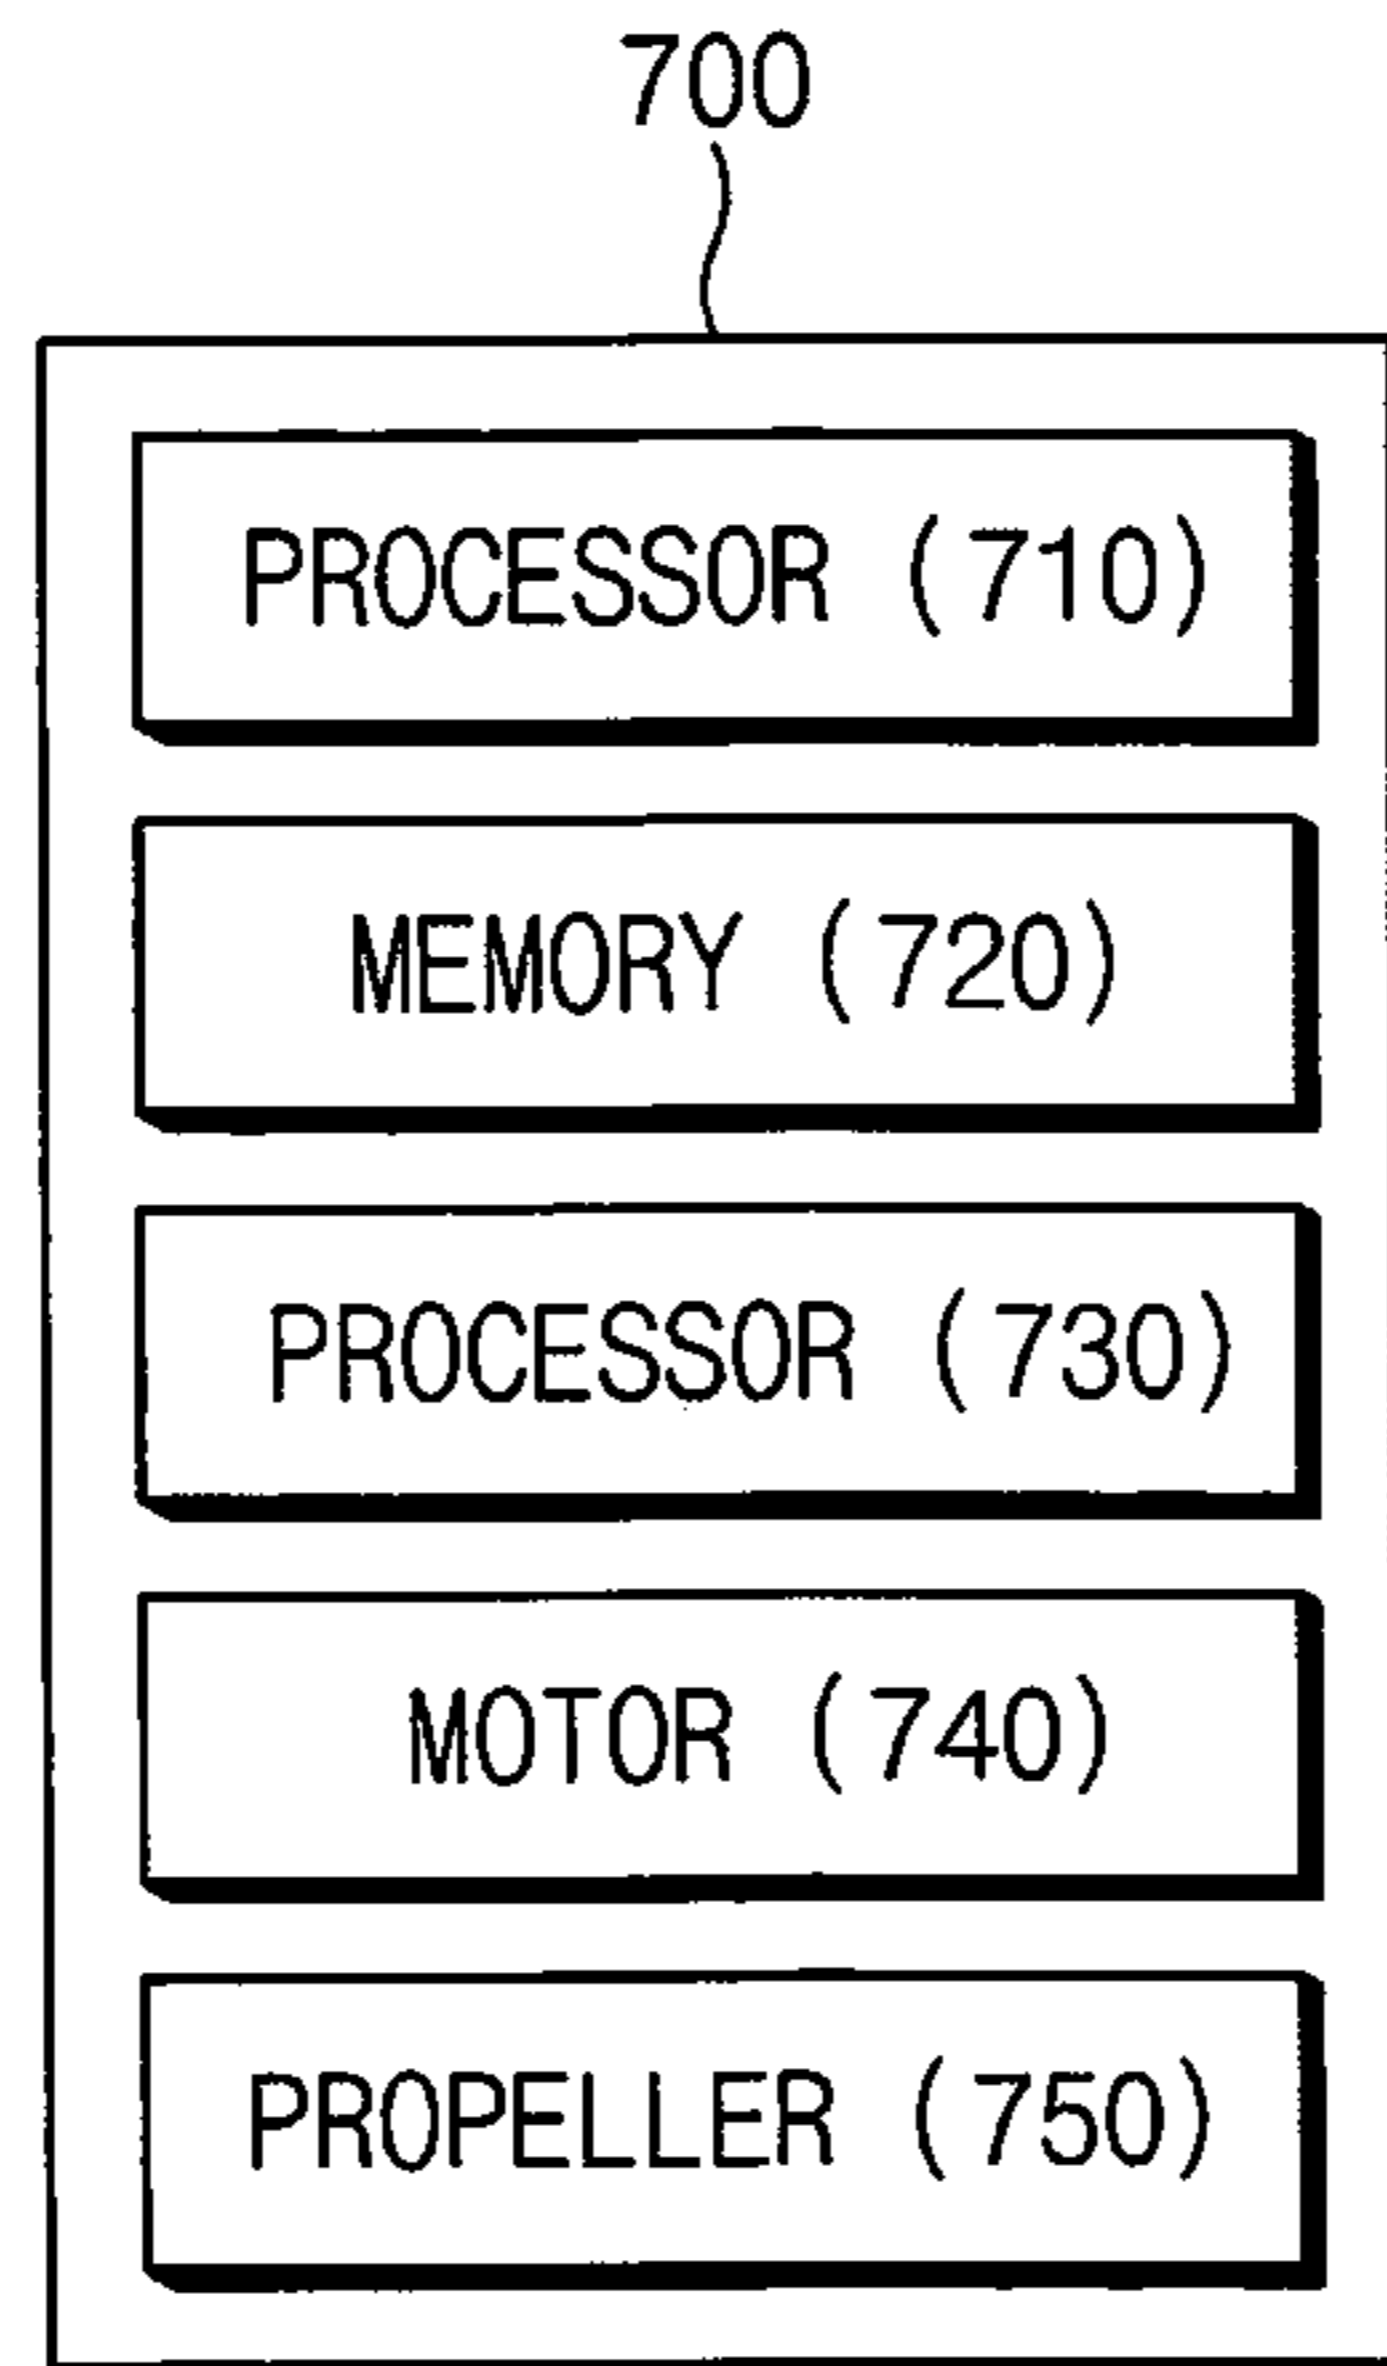 700
PROCESSOR (710)
MEMORY (720)
PROCESSOR (730)
MOTOR (740)
PROPELLER (750)